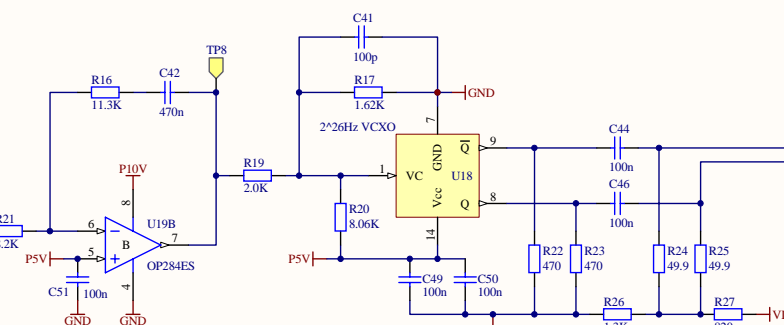 C41
100p
TP8
R16
11.3K
C42
470n
R17
1.62K
GND
2^26Hz VCXO
7
GND
Q
9
C44
100n
P10V
8
R19
2.0K
1
VC
U18
Q
8
C46
100n
Vcc
14
R21
6
U19B
B
7
5
OP284ES
P5V
4
C51
100n
GND
GND
R20
8.06K
P5V
C49
100n
C50
100n
R22
470
R23
470
R24
49.9
R25
49.9
R26
R27